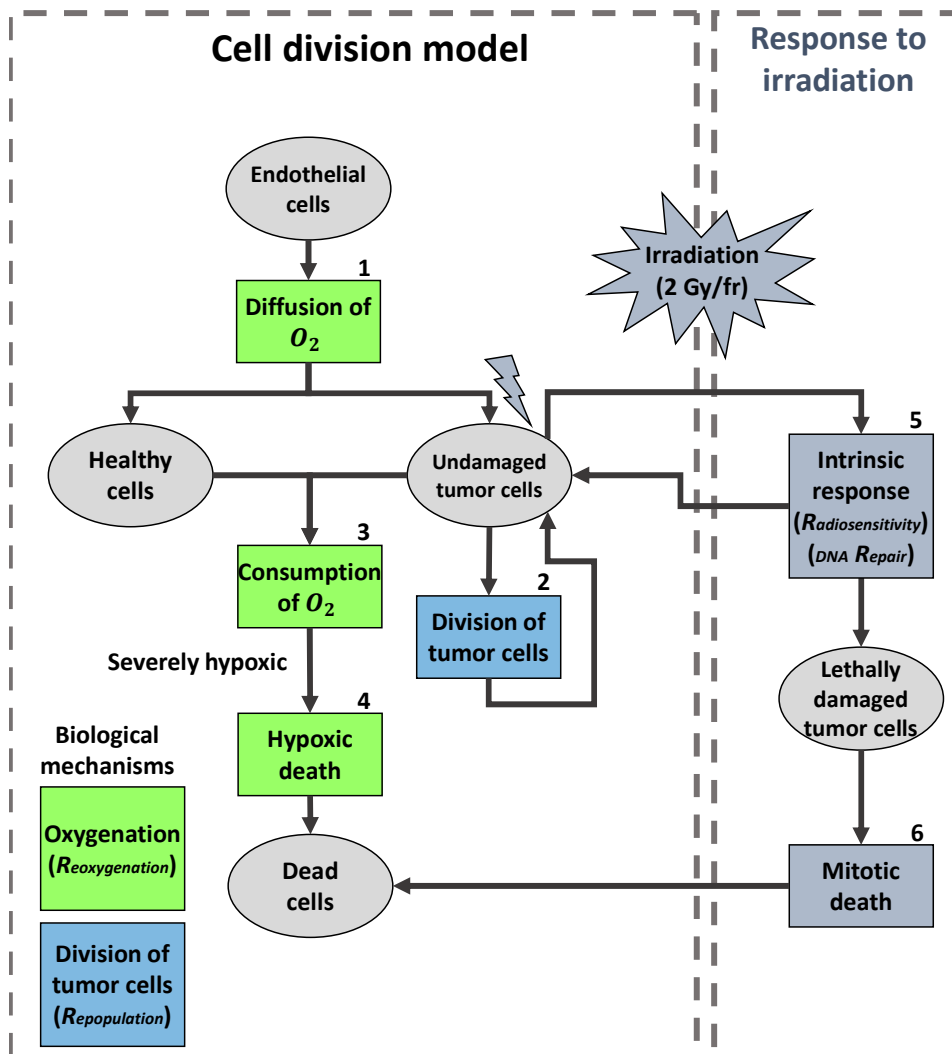 Cell division model
Response to
irradiation
Endothelial
cells
Irradiation
(2 Gy/fr)
1
Diffusion of
O₂
Healthy
cells
Undamaged
tumor cells
5
Intrinsic
response
(Radiosensitivity)
(DNA Repair)
3
Consumption
of O₂
2
Division of
tumor cells
Severely hypoxic
Lethally
damaged
tumor cells
4
Hypoxic
death
Biological
mechanisms
Oxygenation
(Reoxygenation)
Dead
cells
6
Mitotic
death
Division of
tumor cells
(Repopulation)